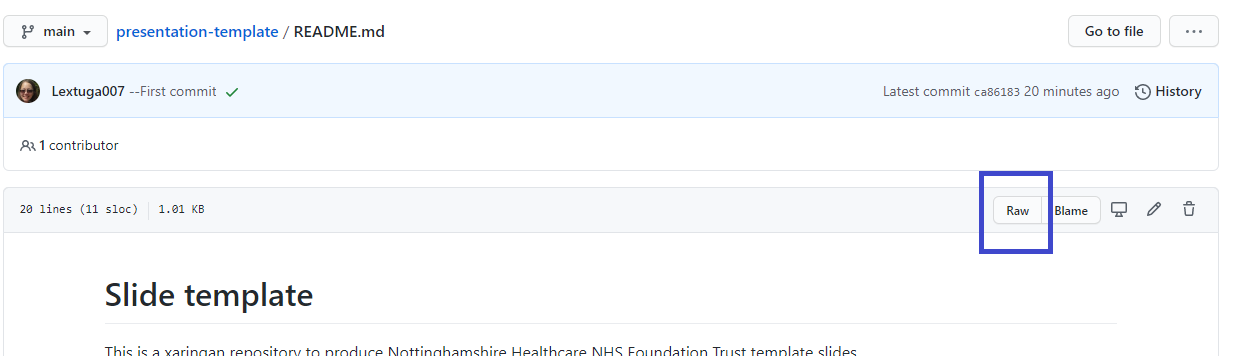 main presentation-template / README.md Go to file ...
Lextuga007 --First commit Latest commit ca86183 20 minutes ago History
1 contributor
20 lines (11 sloc) 1.01 KB Raw Blame
Slide template
This is a xaringan repository to produce Nottinghamshire Healthcare NHS Foundation Trust template slides